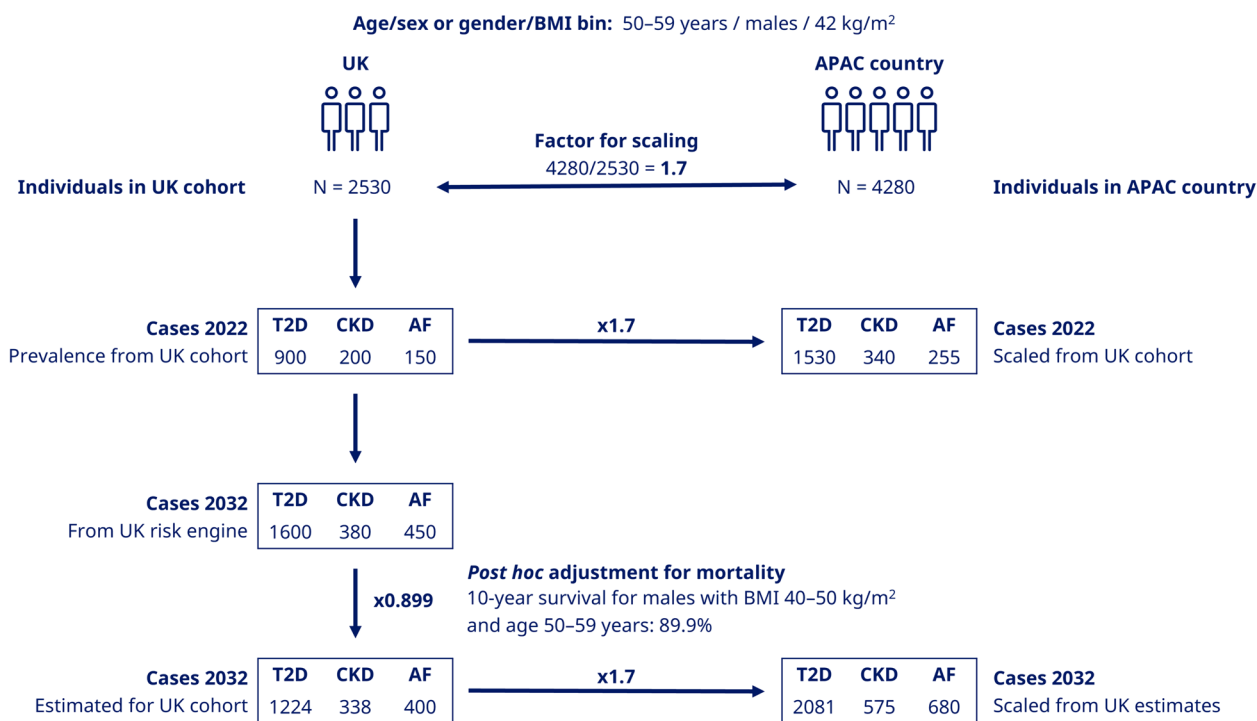 Age/sex or gender/BMI bin: 50–59 years / males / 42 kg/m²
UK
APAC country
Factor for scaling
4280/2530 = 1.7
Individuals in UK cohort
N = 2530
N = 4280
Individuals in APAC country
Cases 2022
Prevalence from UK cohort
T2D CKD AF
900 200 150
x1.7
T2D CKD AF
1530 340 255
Cases 2022
Scaled from UK cohort
Cases 2032
From UK risk engine
T2D CKD AF
1600 380 450
x0.899
Post hoc adjustment for mortality
10-year survival for males with BMI 40–50 kg/m²
and age 50–59 years: 89.9%
Cases 2032
Estimated for UK cohort
T2D CKD AF
1224 338 400
x1.7
T2D CKD AF
2081 575 680
Cases 2032
Scaled from UK estimates